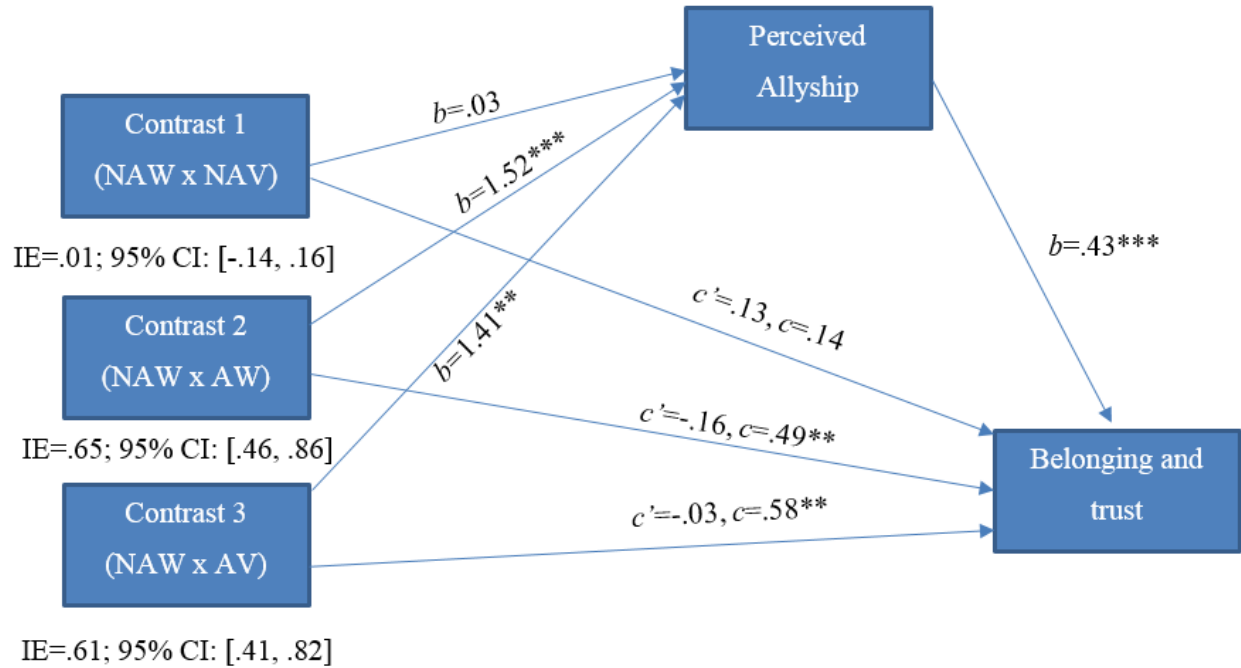 Perceived
Allyship
Contrast 1
(NAW x NAV)
b=.03
b=1.52***
IE=.01; 95% CI: [-.14, .16]
b=.43***
Contrast 2
(NAW x AW)
b=1.41**
c’=.13, c=.14
IE=.65; 95% CI: [.46, .86]
c’=-.16, c=.49**
Belonging and
trust
Contrast 3
(NAW x AV)
c’=-.03, c=.58**
IE=.61; 95% CI: [.41, .82]